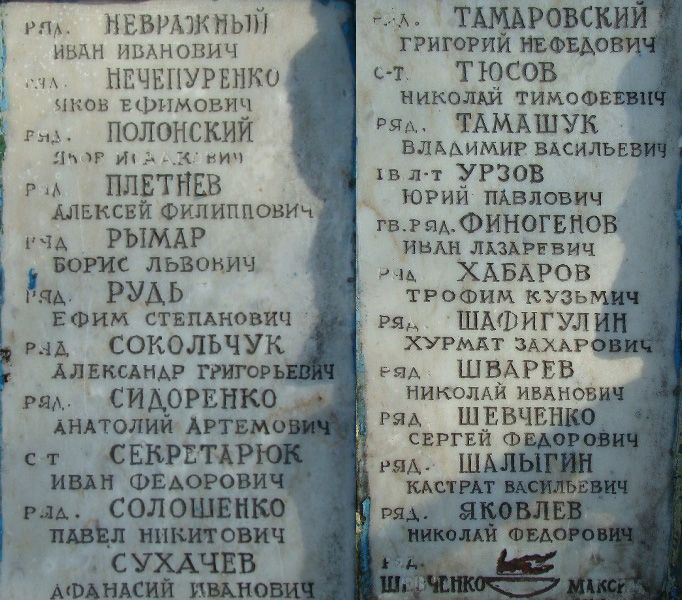 РЯД. НЕВРАЖНЫЙ
ИВАН ИВАНОВИЧ
РЯД. НЕЧЕПУРЕНКО
ЯКОВ ЕФИМОВИЧ
РЯД. ПОЛОНСКИЙ
РЯД. ПЛЕТНЕВ
АЛЕКСЕЙ ФИЛИППОВИЧ
РЯД РЫМАР
БОРИС ЛЬВОВИЧ
РЯД. РУДЬ
ЕФИМ СТЕПАНОВИЧ
РЯД СОКОЛЬЧУК
АЛЕКСАНДР ГРИГОРЬЕВИЧ
РЯД. СИДОРЕНКО
АНАТОЛИЙ АРТЕМОВИЧ
С Т СЕКРЕТАРЮК
ИВАН ФЕДОРОВИЧ
РЯД. СОЛОШЕНКО
ПАВЕЛ НИКИТОВИЧ
СУХАЧЕВ
АФАНАСИЙ ИВАНОВИЧ
РЯД. ТАМАРОВСКИЙ
ГРИГОРИЙ НЕФЕДОВИЧ
С-Т. ТЮСОВ
НИКОЛАЙ ТИМОФЕЕВИЧ
РЯД. ТАМАШУК
ВЛАДИМИР ВАСИЛЬЕВИЧ
ГВ Л-Т УРЗОВ
ЮРИЙ ПАВЛОВИЧ
ГВ. РЯД. ФИНОГЕНОВ
ИВАН ЛАЗАРЕВИЧ
РЯД ХАБАРОВ
ТРОФИМ КУЗЬМИЧ
РЯД ШАФИГУЛИН
ХУРМАТ ЗАХАРОВИЧ
РЯД. ШВАРЕВ
НИКОЛАЙ ИВАНОВИЧ
РЯД ШЕВЧЕНКО
СЕРГЕЙ ФЕДОРОВИЧ
РЯД. ШАЛЫГИН
КАСТРАТ ВАСИЛЬЕВИЧ
РЯД. ЯКОВЛЕВ
НИКОЛАЙ ФЕДОРОВИЧ
РЯД.
ШЕВЧЕНКО